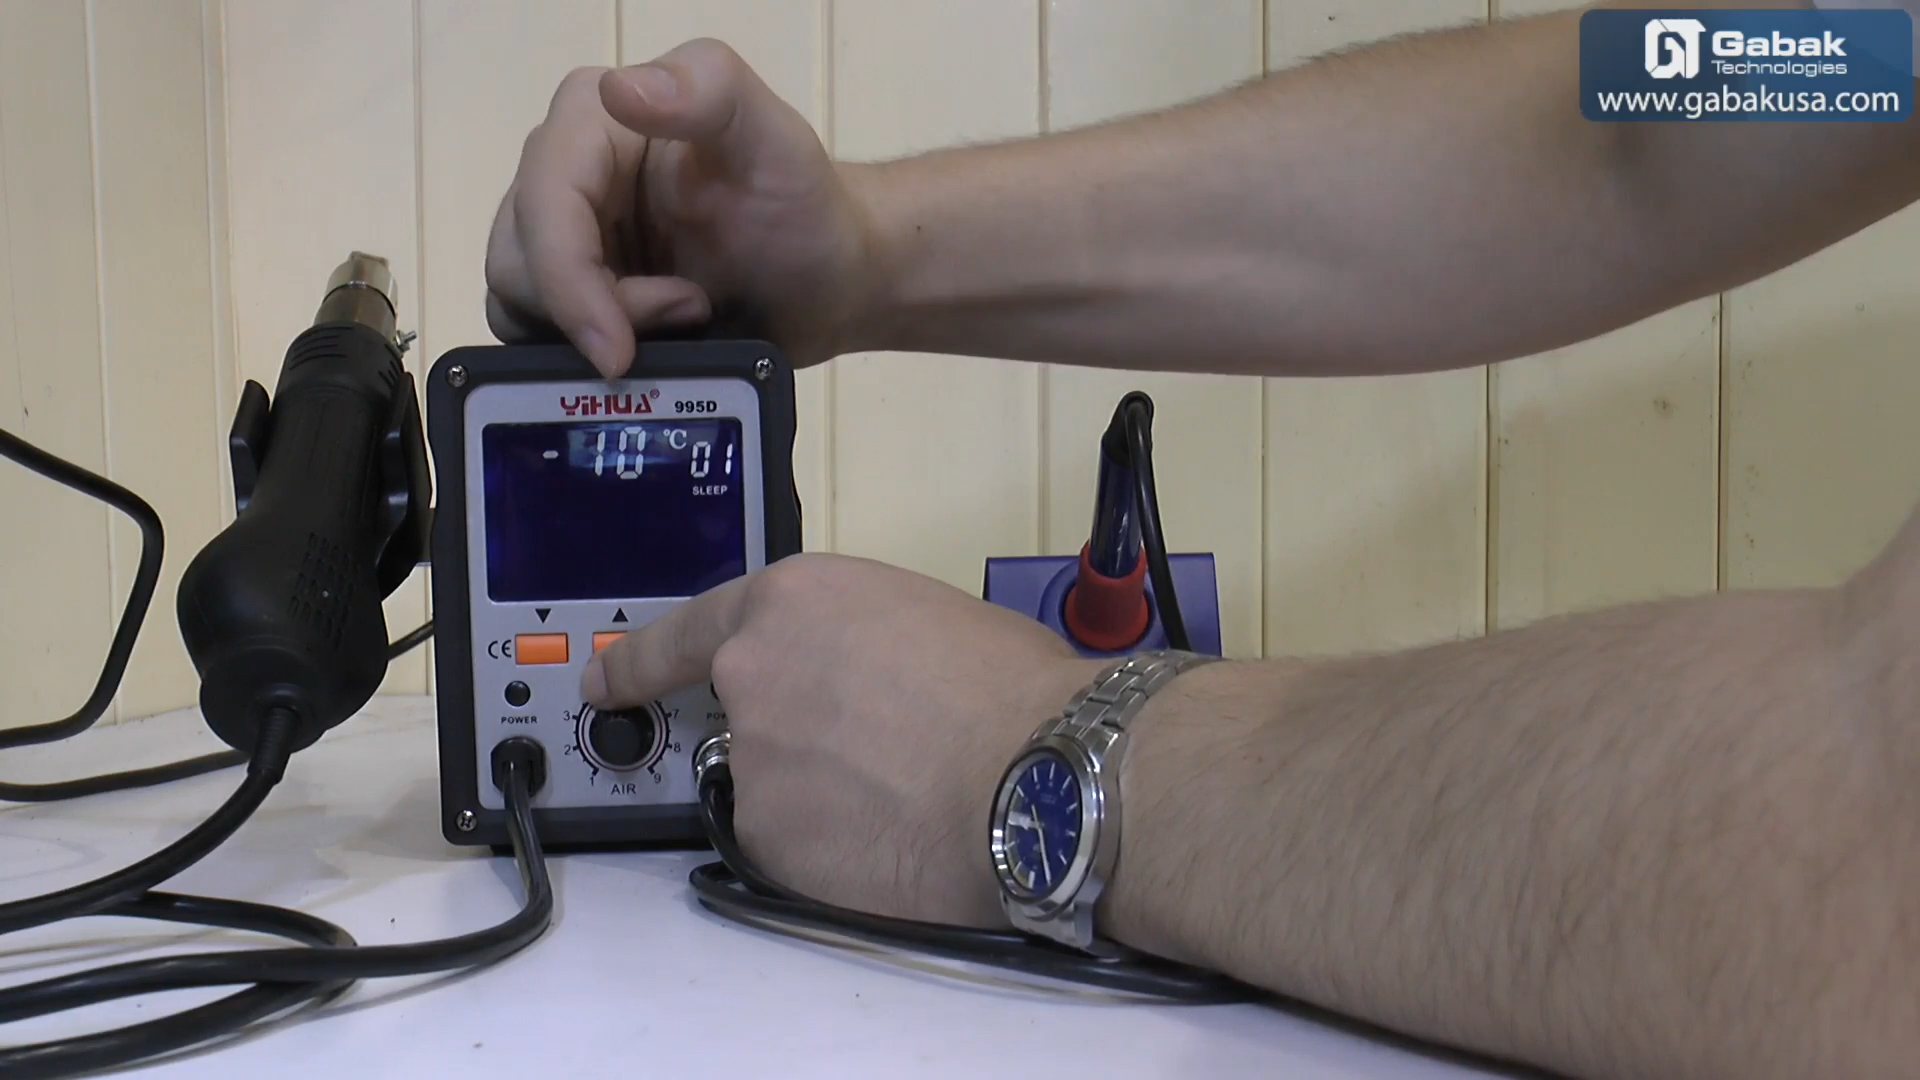 Gabak
Technologies
www.gabakusa.com
YIHUA® 995D
- 10 °C 01
SLEEP
▼ ▲
CE
POWER
3 7
2 8
1 9
AIR